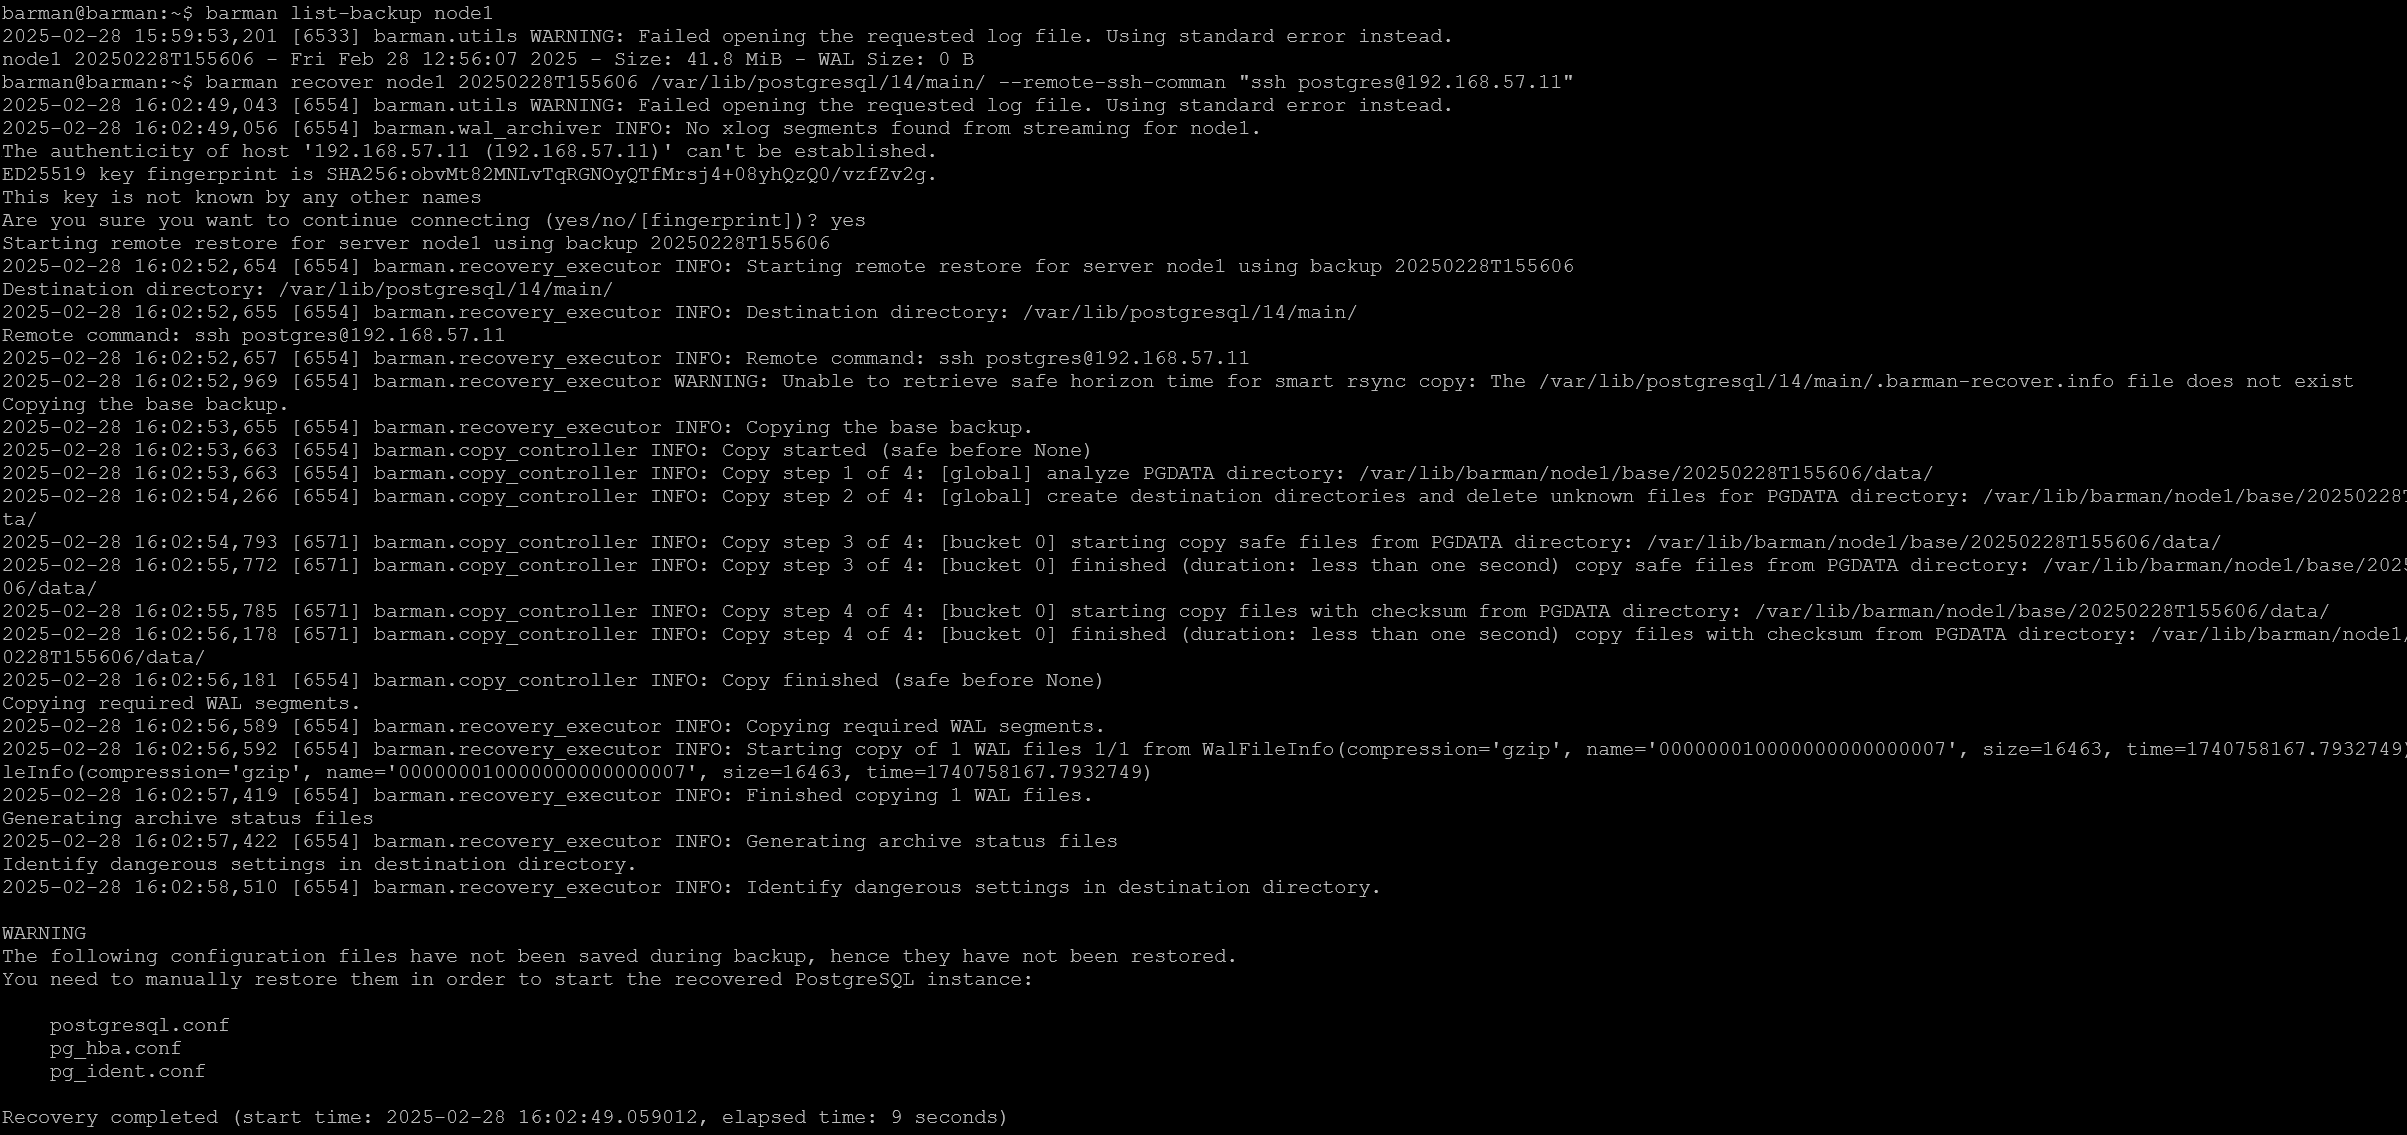 barman@barman:~$ barman list-backup node1
2025-02-28 15:59:53,201 [6533] barman.utils WARNING: Failed opening the requested log file. Using standard error instead.
node1 20250228T155606 - Fri Feb 28 12:56:07 2025 - Size: 41.8 MiB - WAL Size: 0 B
barman@barman:~$ barman recover node1 20250228T155606 /var/lib/postgresql/14/main/ --remote-ssh-comman "ssh postgres@192.168.57.11"
2025-02-28 16:02:49,043 [6554] barman.utils WARNING: Failed opening the requested log file. Using standard error instead.
2025-02-28 16:02:49,056 [6554] barman.wal_archiver INFO: No xlog segments found from streaming for node1.
The authenticity of host '192.168.57.11 (192.168.57.11)' can't be established.
ED25519 key fingerprint is SHA256:obvMt82MNLvTqRGNOyQTfMrsj4+08yhQzQ0/vzfZv2g.
This key is not known by any other names
Are you sure you want to continue connecting (yes/no/[fingerprint])? yes
Starting remote restore for server node1 using backup 20250228T155606
2025-02-28 16:02:52,654 [6554] barman.recovery_executor INFO: Starting remote restore for server node1 using backup 20250228T155606
Destination directory: /var/lib/postgresql/14/main/
2025-02-28 16:02:52,655 [6554] barman.recovery_executor INFO: Destination directory: /var/lib/postgresql/14/main/
Remote command: ssh postgres@192.168.57.11
2025-02-28 16:02:52,657 [6554] barman.recovery_executor INFO: Remote command: ssh postgres@192.168.57.11
2025-02-28 16:02:52,969 [6554] barman.recovery_executor WARNING: Unable to retrieve safe horizon time for smart rsync copy: The /var/lib/postgresql/14/main/.barman-recover.info file does not exist
Copying the base backup.
2025-02-28 16:02:53,655 [6554] barman.recovery_executor INFO: Copying the base backup.
2025-02-28 16:02:53,663 [6554] barman.copy_controller INFO: Copy started (safe before None)
2025-02-28 16:02:53,663 [6554] barman.copy_controller INFO: Copy step 1 of 4: [global] analyze PGDATA directory: /var/lib/barman/node1/base/20250228T155606/data/
2025-02-28 16:02:54,266 [6554] barman.copy_controller INFO: Copy step 2 of 4: [global] create destination directories and delete unknown files for PGDATA directory: /var/lib/barman/node1/base/20250228T
ta/
2025-02-28 16:02:54,793 [6571] barman.copy_controller INFO: Copy step 3 of 4: [bucket 0] starting copy safe files from PGDATA directory: /var/lib/barman/node1/base/20250228T155606/data/
2025-02-28 16:02:55,772 [6571] barman.copy_controller INFO: Copy step 3 of 4: [bucket 0] finished (duration: less than one second) copy safe files from PGDATA directory: /var/lib/barman/node1/base/2025
06/data/
2025-02-28 16:02:55,785 [6571] barman.copy_controller INFO: Copy step 4 of 4: [bucket 0] starting copy files with checksum from PGDATA directory: /var/lib/barman/node1/base/20250228T155606/data/
2025-02-28 16:02:56,178 [6571] barman.copy_controller INFO: Copy step 4 of 4: [bucket 0] finished (duration: less than one second) copy files with checksum from PGDATA directory: /var/lib/barman/node1/
0228T155606/data/
2025-02-28 16:02:56,181 [6554] barman.copy_controller INFO: Copy finished (safe before None)
Copying required WAL segments.
2025-02-28 16:02:56,589 [6554] barman.recovery_executor INFO: Copying required WAL segments.
2025-02-28 16:02:56,592 [6554] barman.recovery_executor INFO: Starting copy of 1 WAL files 1/1 from WalFileInfo(compression='gzip', name='000000010000000000000007', size=16463, time=1740758167.7932749)
leInfo(compression='gzip', name='000000010000000000000007', size=16463, time=1740758167.7932749)
2025-02-28 16:02:57,419 [6554] barman.recovery_executor INFO: Finished copying 1 WAL files.
Generating archive status files
2025-02-28 16:02:57,422 [6554] barman.recovery_executor INFO: Generating archive status files
Identify dangerous settings in destination directory.
2025-02-28 16:02:58,510 [6554] barman.recovery_executor INFO: Identify dangerous settings in destination directory.
WARNING
The following configuration files have not been saved during backup, hence they have not been restored.
You need to manually restore them in order to start the recovered PostgreSQL instance:
postgresql.conf
pg_hba.conf
pg_ident.conf
Recovery completed (start time: 2025-02-28 16:02:49.059012, elapsed time: 9 seconds)